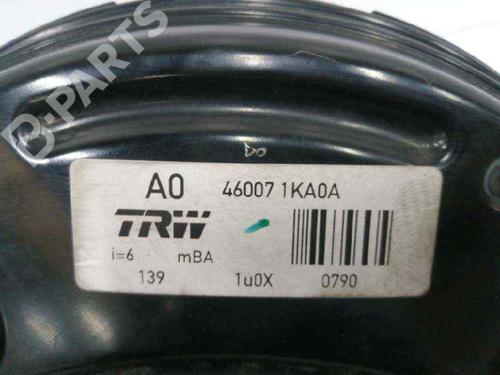 B-PARTS
A0 46007 1KA0A
TRW
i=6 mBA
139 1u0X 0790